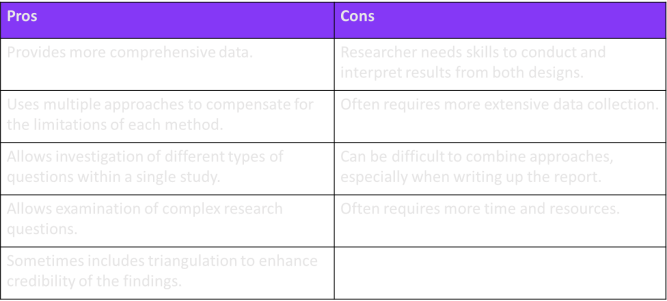 Pros
Cons
Provides more comprehensive data.
Researcher needs skills to conduct and
interpret results from both designs.
Uses multiple approaches to compensate for
the limitations of each method.
Often requires more extensive data collection.
Allows investigation of different types of
questions within a single study.
Can be difficult to combine approaches,
especially when writing up the report.
Allows examination of complex research
questions.
Often requires more time and resources.
Sometimes includes triangulation to enhance
credibility of the findings.